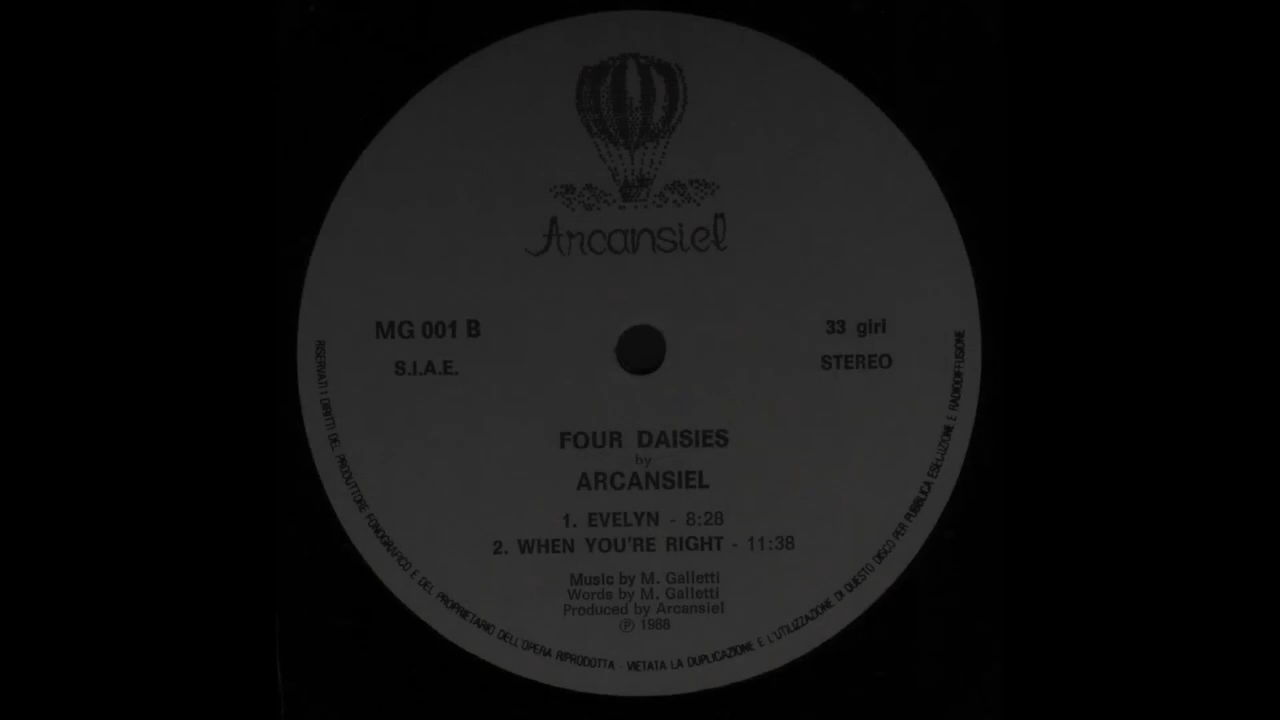 Arcansiel
MG 001 B
S.I.A.E.
33 giri
STEREO
FOUR DAISIES
by
ARCANSIEL
1. EVELYN - 8:28
2. WHEN YOU'RE RIGHT - 11:38
Music by M. Galletti
Words by M. Galletti
Produced by Arcansiel
℗ 1988
RISERVATI I DIRITTI DEL PRODUTTORE FONOGRAFICO E DEL PROPRIETARIO DELL'OPERA RIPRODOTTA - VIETATA LA DUPLICAZIONE E L'UTILIZZAZIONE DI QUESTO DISCO PER PUBBLICA ESECUZIONE E RADIODIFFUSIONE